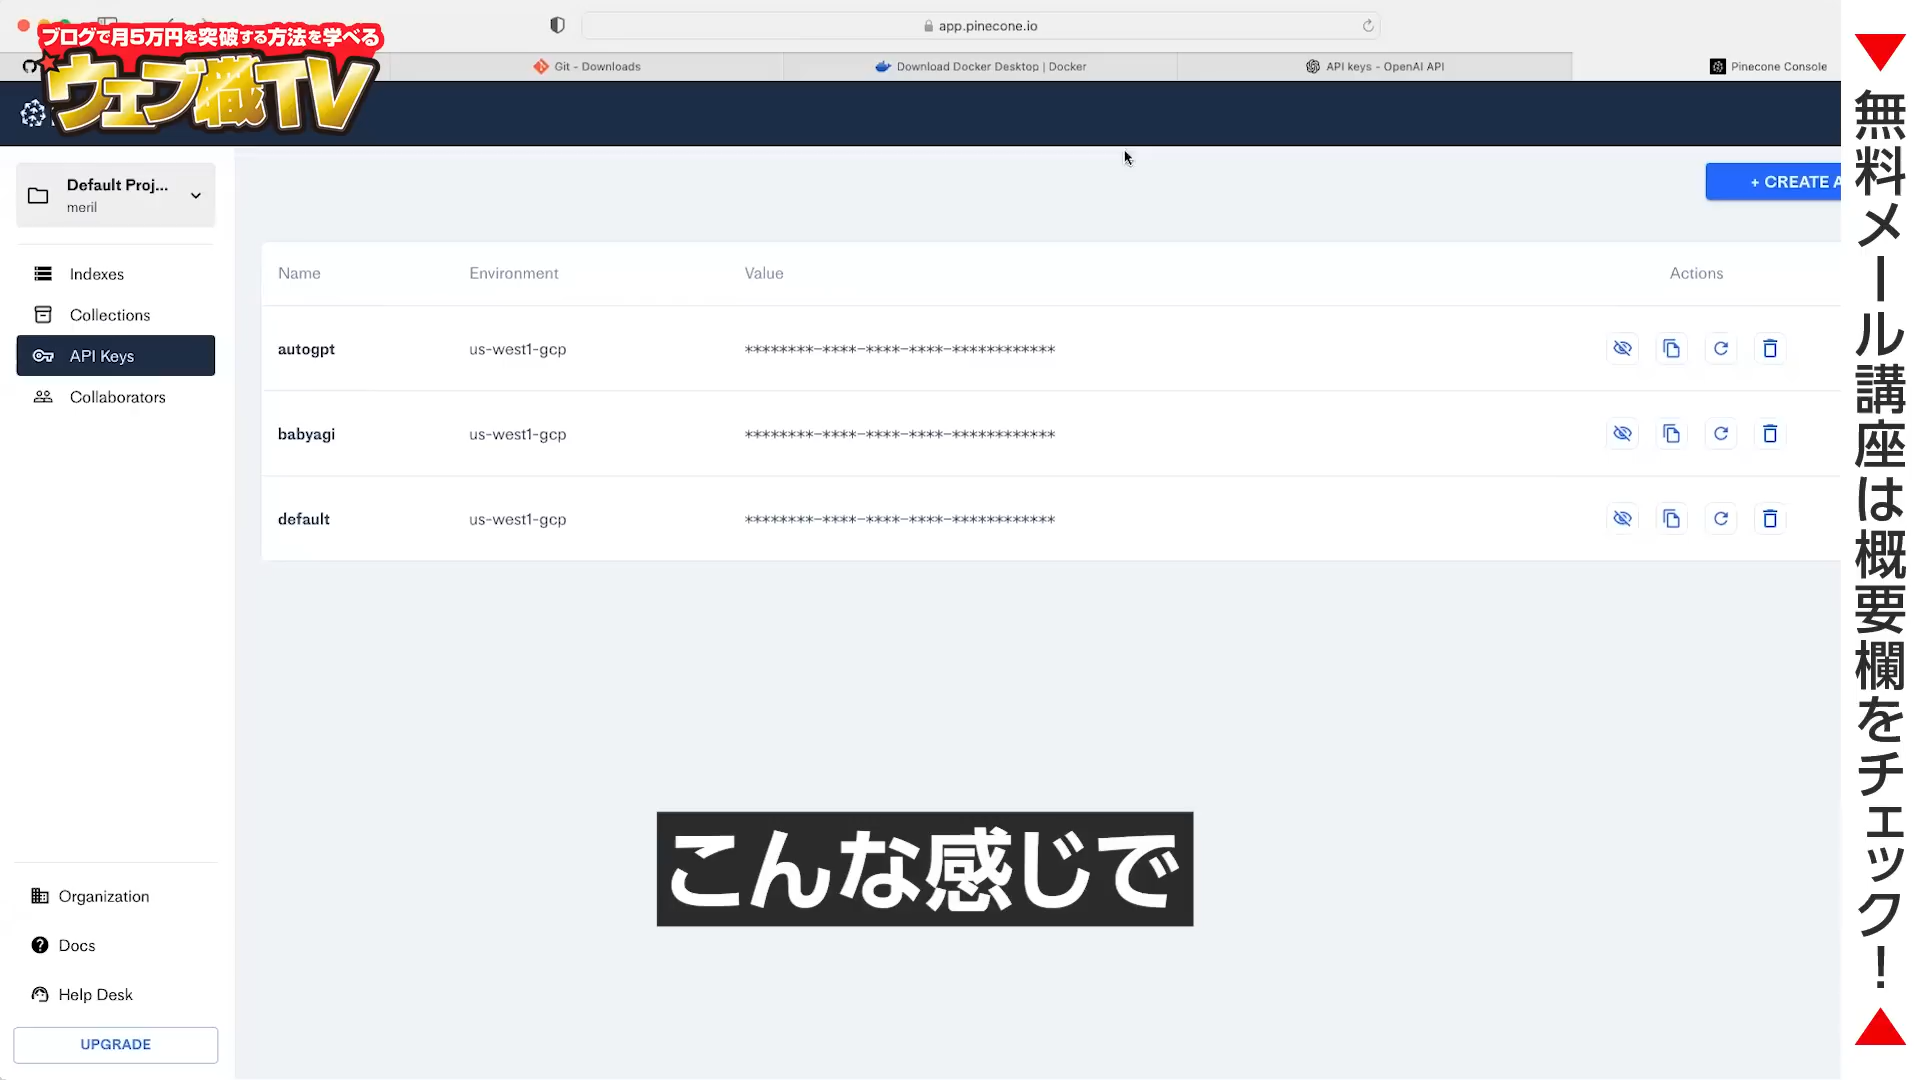 app.pinecone.io
ブログで月5万円を突破する方法を学べる
ウェブ職TV
Git - Downloads
Download Docker Desktop | Docker
API keys - OpenAI API
Pinecone Console
Default Proj...
meril
Indexes
Collections
API Keys
Collaborators
+ CREATE A
Name Environment Value Actions
autogpt us-west1-gcp ********-****-****-****-************
babyagi us-west1-gcp ********-****-****-****-************
default us-west1-gcp ********-****-****-****-************
こんな感じで
Organization
Docs
Help Desk
UPGRADE
無料メール講座は概要欄をチェック!